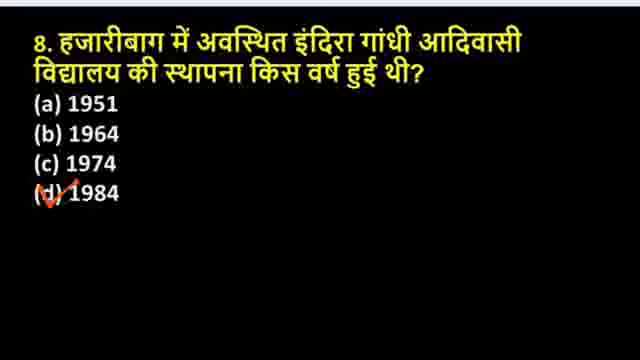 8. हजारीबाग में अवस्थित इंदिरा गांधी आदिवासी
विद्यालय की स्थापना किस वर्ष हुई थी?
(a) 1951
(b) 1964
(c) 1974
(d) 1984